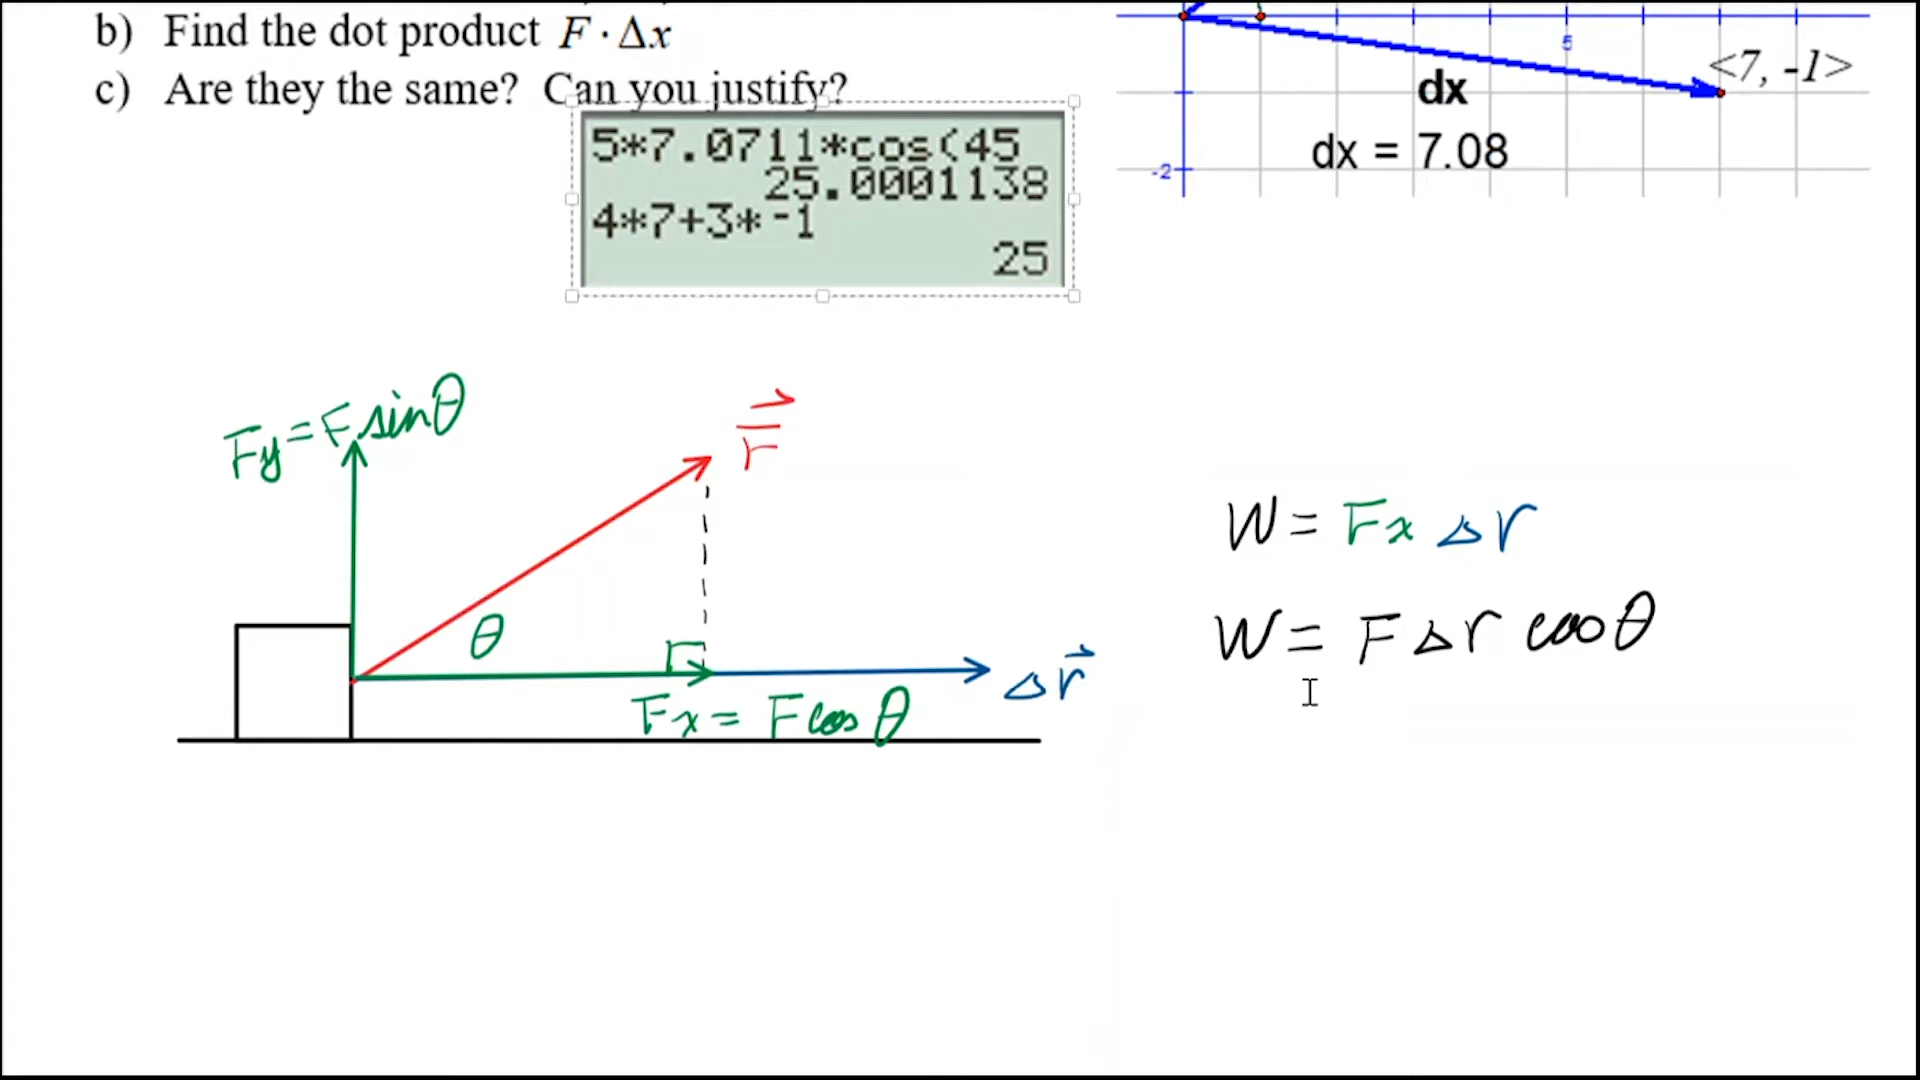 b) Find the dot product F · Δx
c) Are they the same? Can you justify?
5
<7, -1>
dx
dx = 7.08
-2
5*7.0711*cos(45
25.0001138
4*7+3*-1
25
Fy = F sinθ
F
θ
Δr
Fx = F cos θ
W = Fx Δr
W = F Δr cos θ